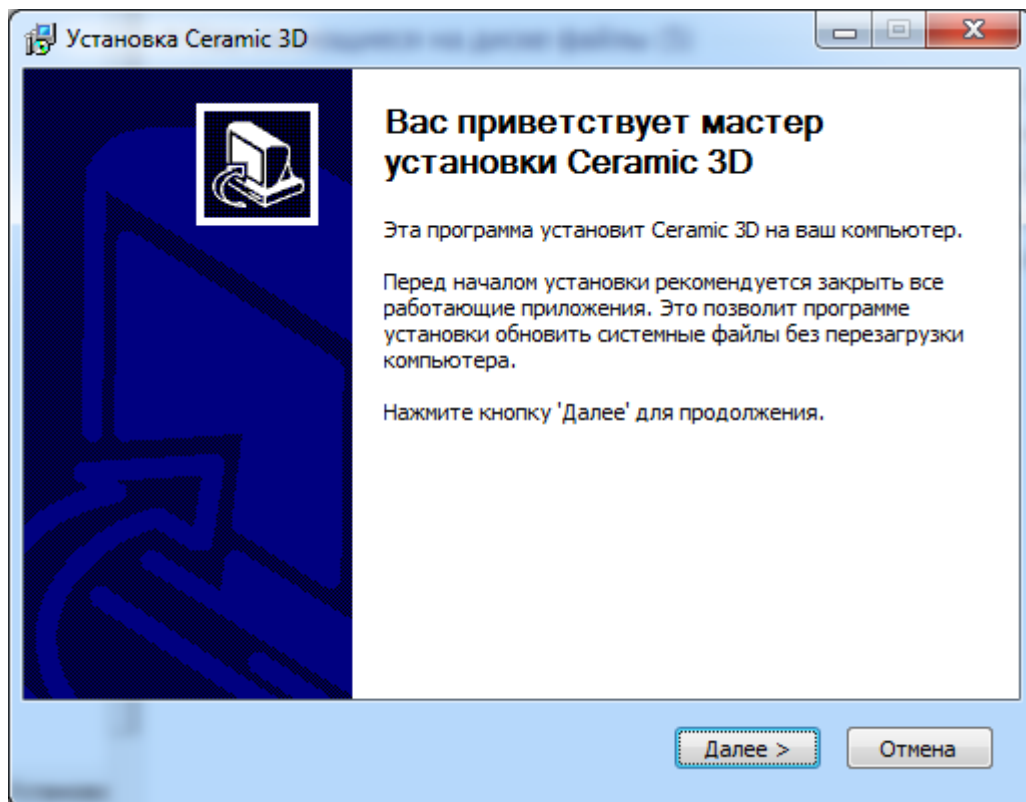 Установка Ceramic 3D
Вас приветствует мастер
установки Ceramic 3D
Эта программа установит Ceramic 3D на ваш компьютер.
Перед началом установки рекомендуется закрыть все
работающие приложения. Это позволит программе
установки обновить системные файлы без перезагрузки
компьютера.
Нажмите кнопку 'Далее' для продолжения.
Далее >
Отмена